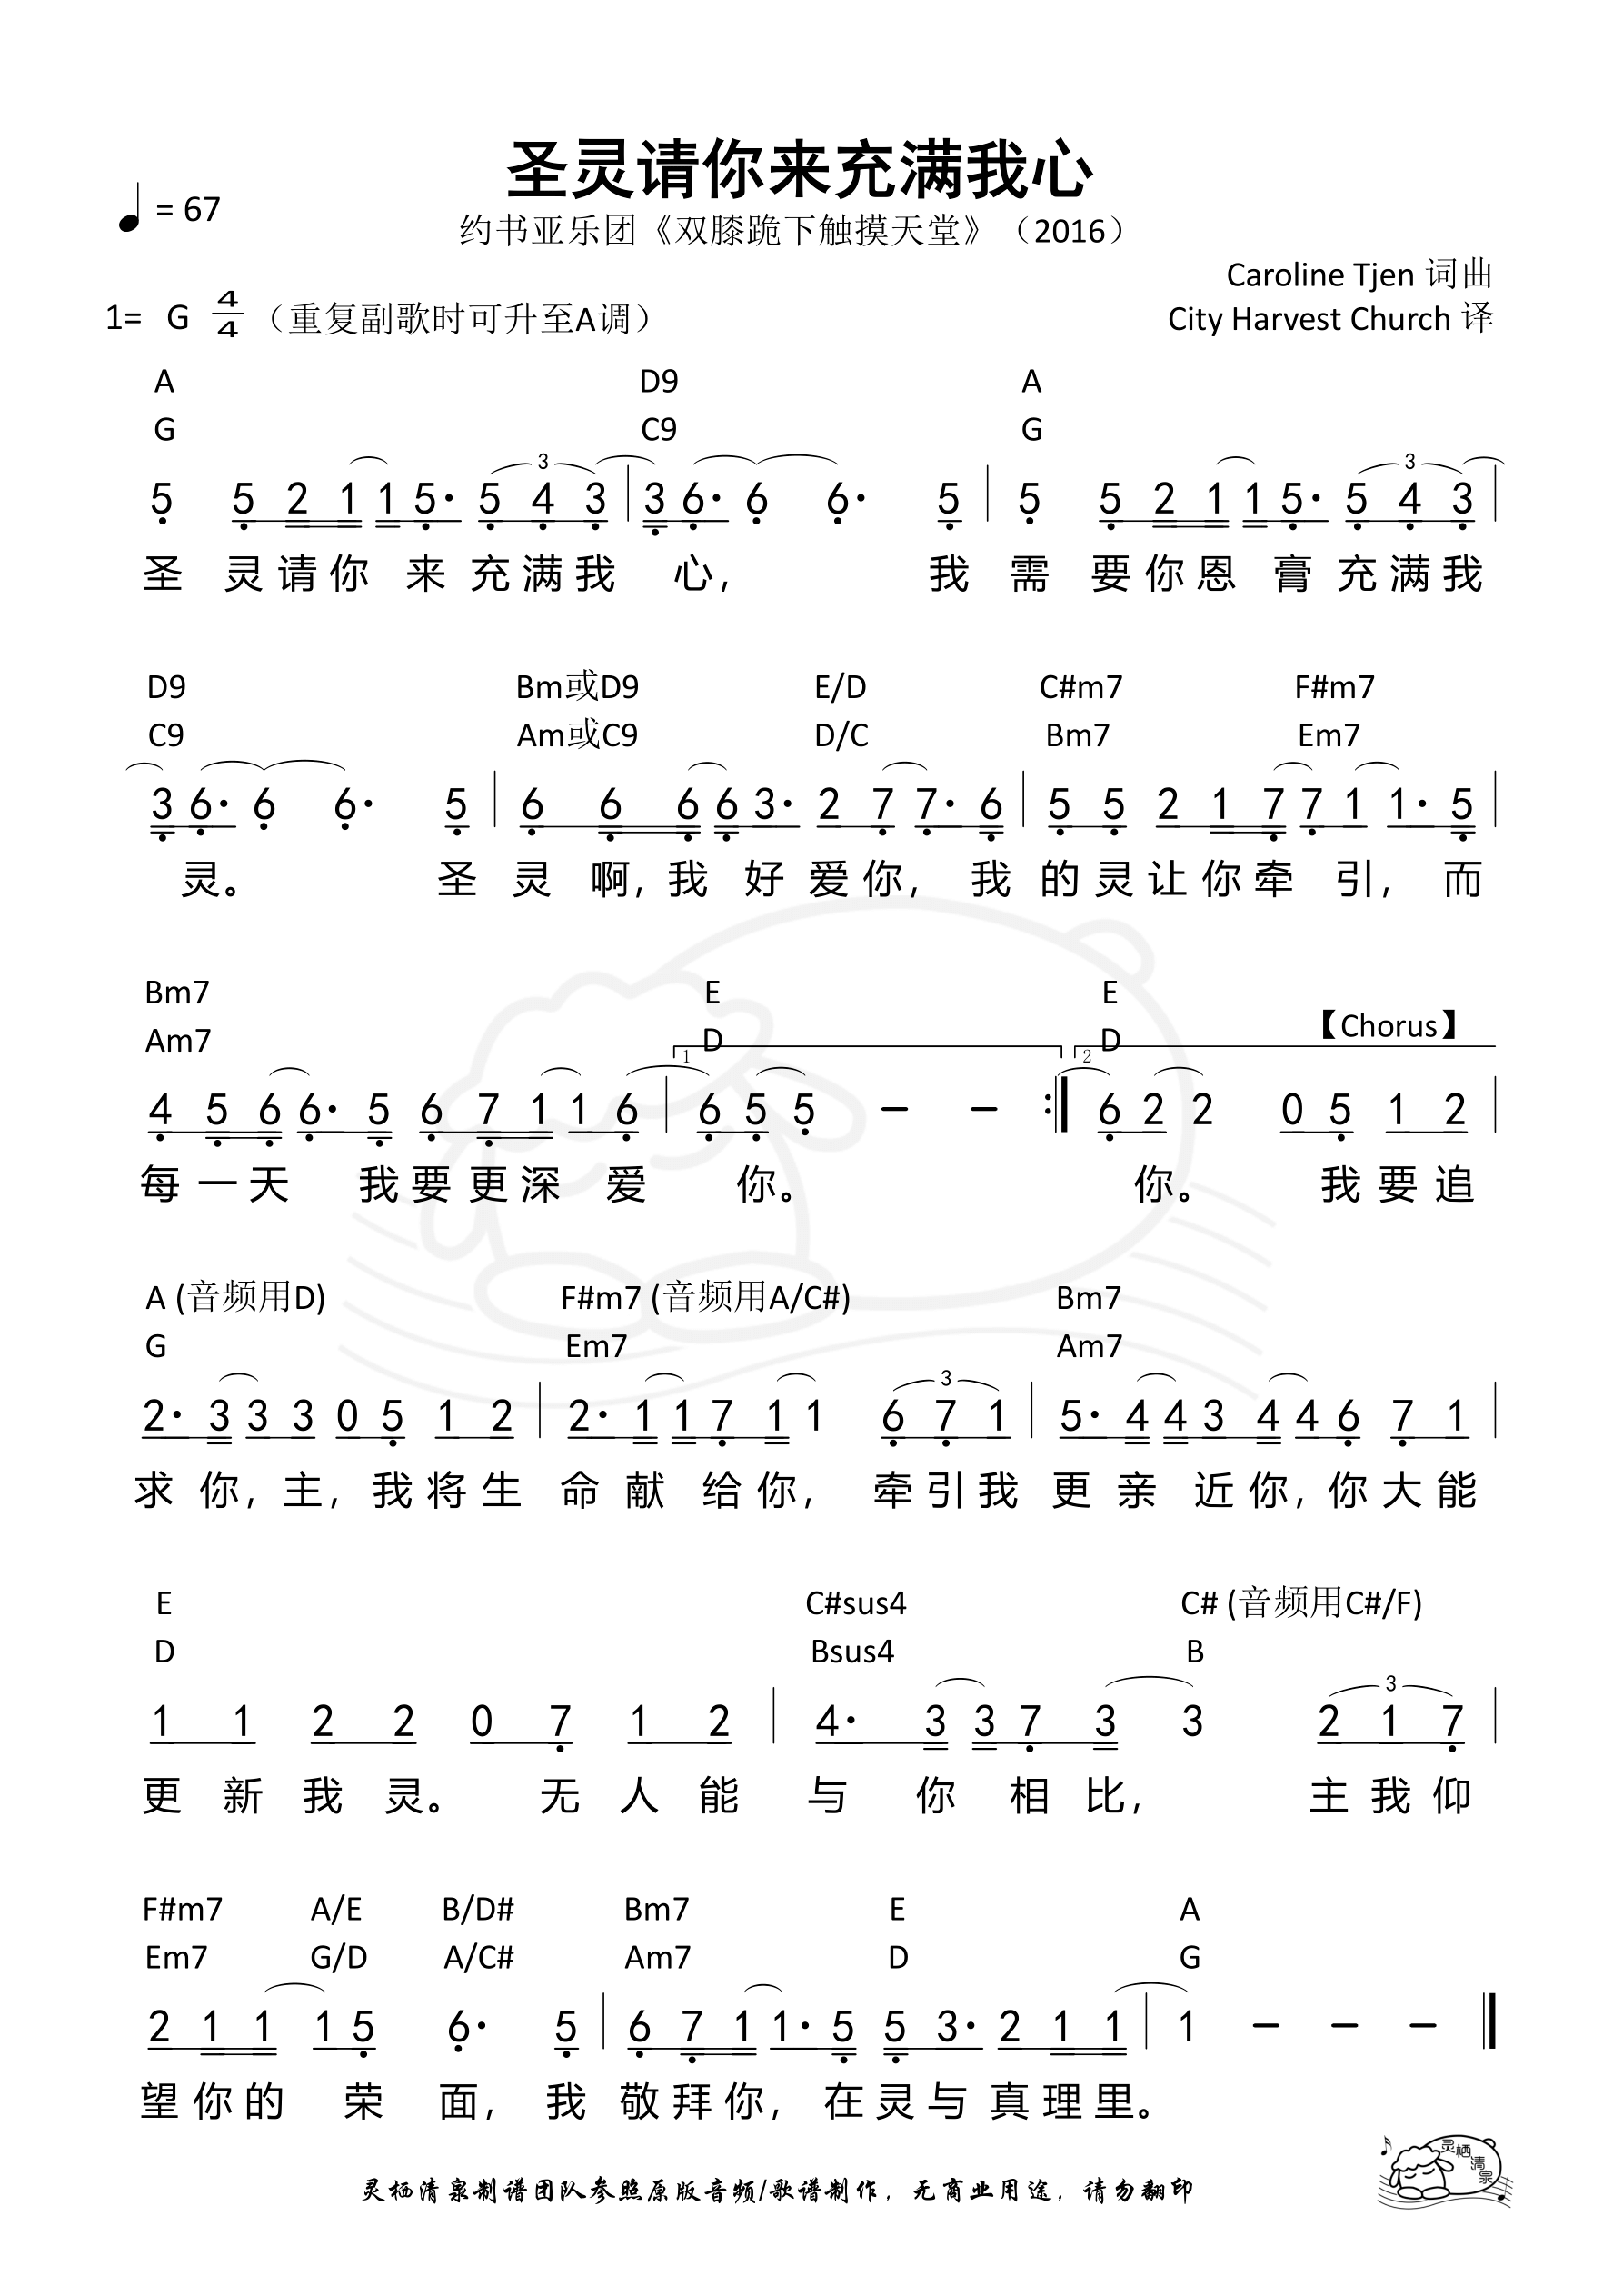 圣灵请你来充满我心
♩ = 67
约书亚乐团《双膝跪下触摸天堂》（2016）
Caroline Tjen 词曲
1= G 4/4 （重复副歌时可升至A调）
City Harvest Church 译
A D9 A
G C9 G
5 5 2 1 1 5· 5 4 3 | 3 6· 6 6· 5 | 5 5 2 1 1 5· 5 4 3 |
圣 灵 请 你 来 充 满 我 心, 我 需 要 你 恩 膏 充 满 我
D9 Bm或D9 E/D C#m7 F#m7
C9 Am或C9 D/C Bm7 Em7
3 6· 6 6· 5 | 6 6 6 6 3· 2 7 7· 6 | 5 5 2 1 7 7 1 1· 5 |
灵。 圣 灵 啊, 我 好 爱 你, 我 的 灵 让 你 牵 引, 而
Bm7 E E
Am7 D D 【Chorus】
1 2
4 5 6 6· 5 6 7 1 1 6 | 6 5 5 – – :| 6 2 2 0 5 1 2 |
每 一 天 我 要 更 深 爱 你。 你。 我 要 追
A (音频用D) F#m7 (音频用A/C#) Bm7
G Em7 Am7
2· 3 3 3 0 5 1 2 | 2· 1 1 7 1 1 6 7 1 | 5· 4 4 3 4 4 6 7 1 |
求 你, 主, 我 将 生 命 献 给 你, 牵 引 我 更 亲 近 你, 你 大 能
E C#sus4 C# (音频用C#/F)
D Bsus4 B
1 1 2 2 0 7 1 2 | 4· 3 3 7 3 3 2 1 7 |
更 新 我 灵。 无 人 能 与 你 相 比, 主 我 仰
F#m7 A/E B/D# Bm7 E A
Em7 G/D A/C# Am7 D G
2 1 1 1 5 6· 5 | 6 7 1 1· 5 5 3· 2 1 1 | 1 – – – ‖
望 你 的 荣 面, 我 敬 拜 你, 在 灵 与 真 理 里。
灵栖清泉制谱团队参照原版音频/歌谱制作，无商业用途，请勿翻印
灵栖清泉